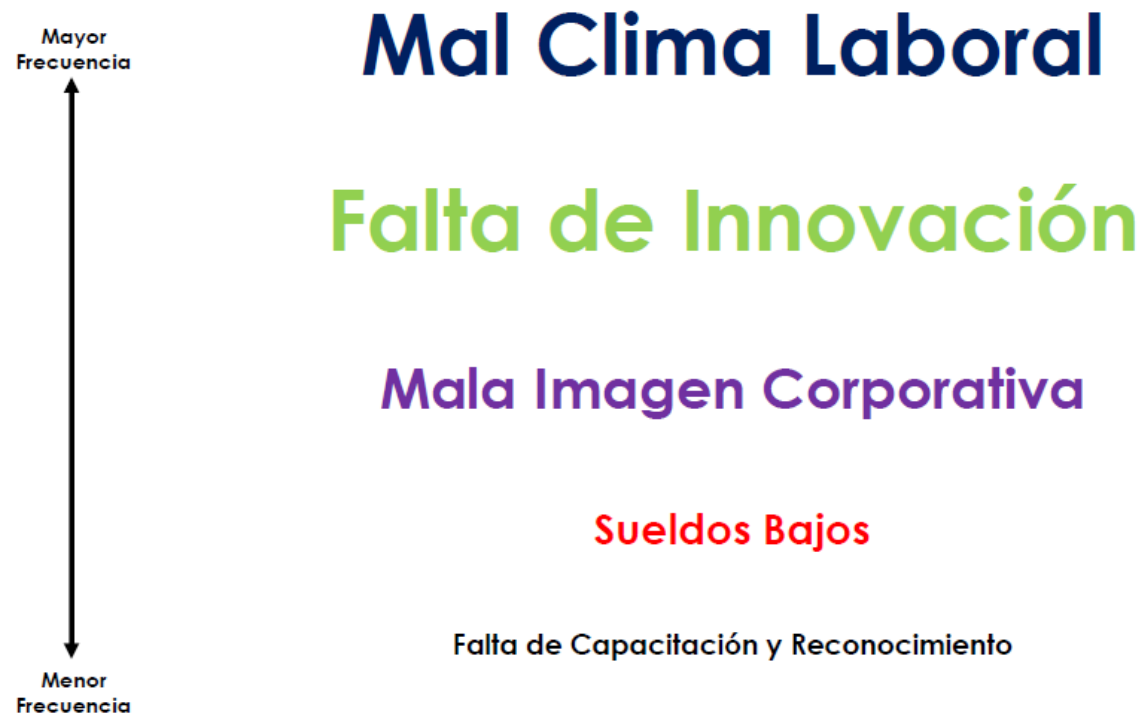 Mayor
Frecuencia
Mal Clima Laboral
Falta de Innovación
Mala Imagen Corporativa
Sueldos Bajos
Falta de Capacitación y Reconocimiento
Menor
Frecuencia